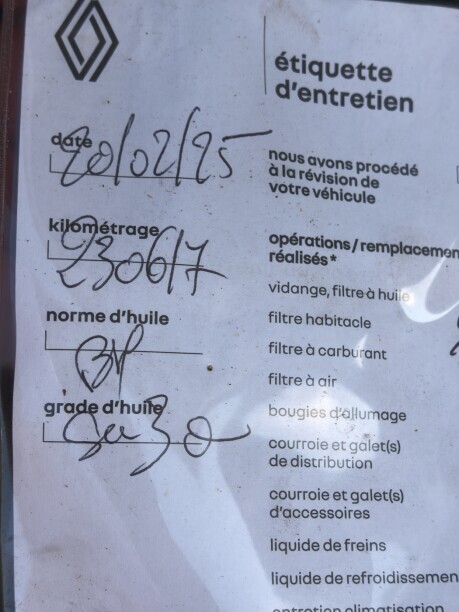 étiquette
d'entretien
date 20/02/25
nous avons procédé
à la révision de
votre véhicule
kilométrage 230617
opérations/remplacemen
réalisés*
vidange, filtre à huile
norme d'huile
filtre habitacle
filtre à carburant
filtre à air
grade d'huile
bougies d'allumage
courroie et galet(s)
de distribution
courroie et galet(s)
d'accessoires
liquide de freins
liquide de refroidissemen
entretien climatisation